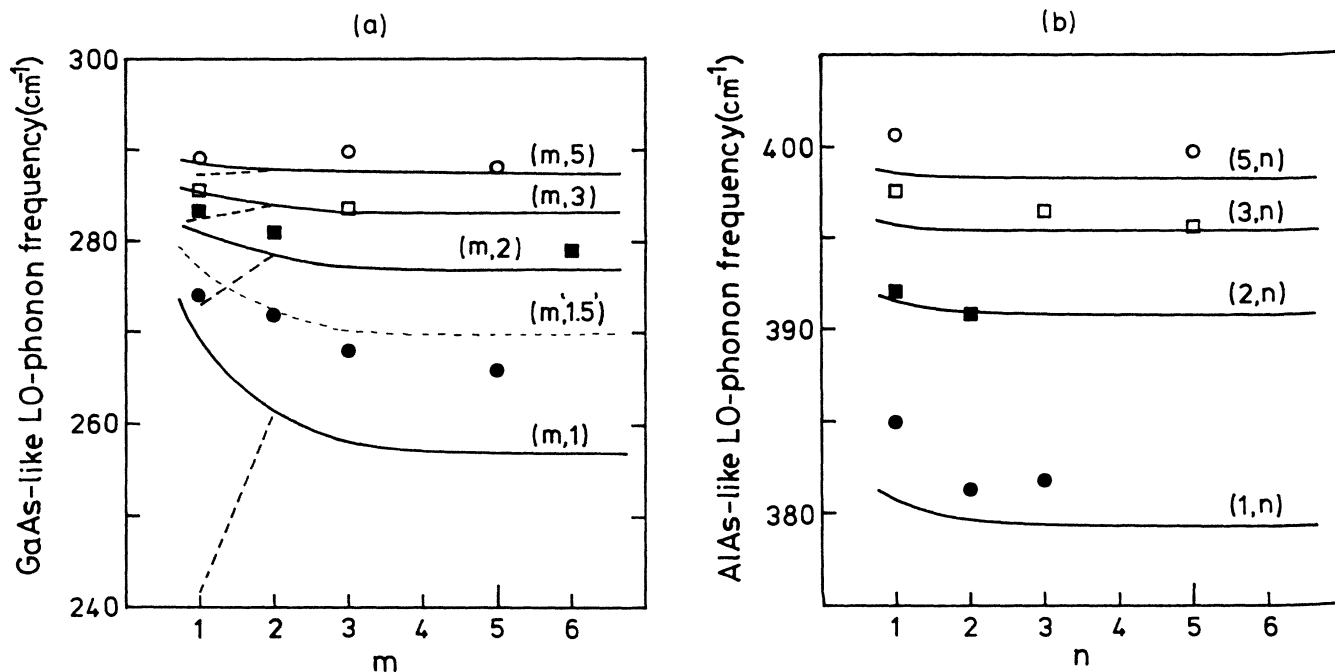 (a)
GaAs-like LO-phonon frequency(cm⁻¹)
300
280
260
240
(m,5)
(m,3)
(m,2)
(m,'1.5')
(m,1)
1 2 3 4 5 6
m
(b)
AlAs-like LO-phonon frequency(cm⁻¹)
400
390
380
(5,n)
(3,n)
(2,n)
(1,n)
1 2 3 4 5 6
n